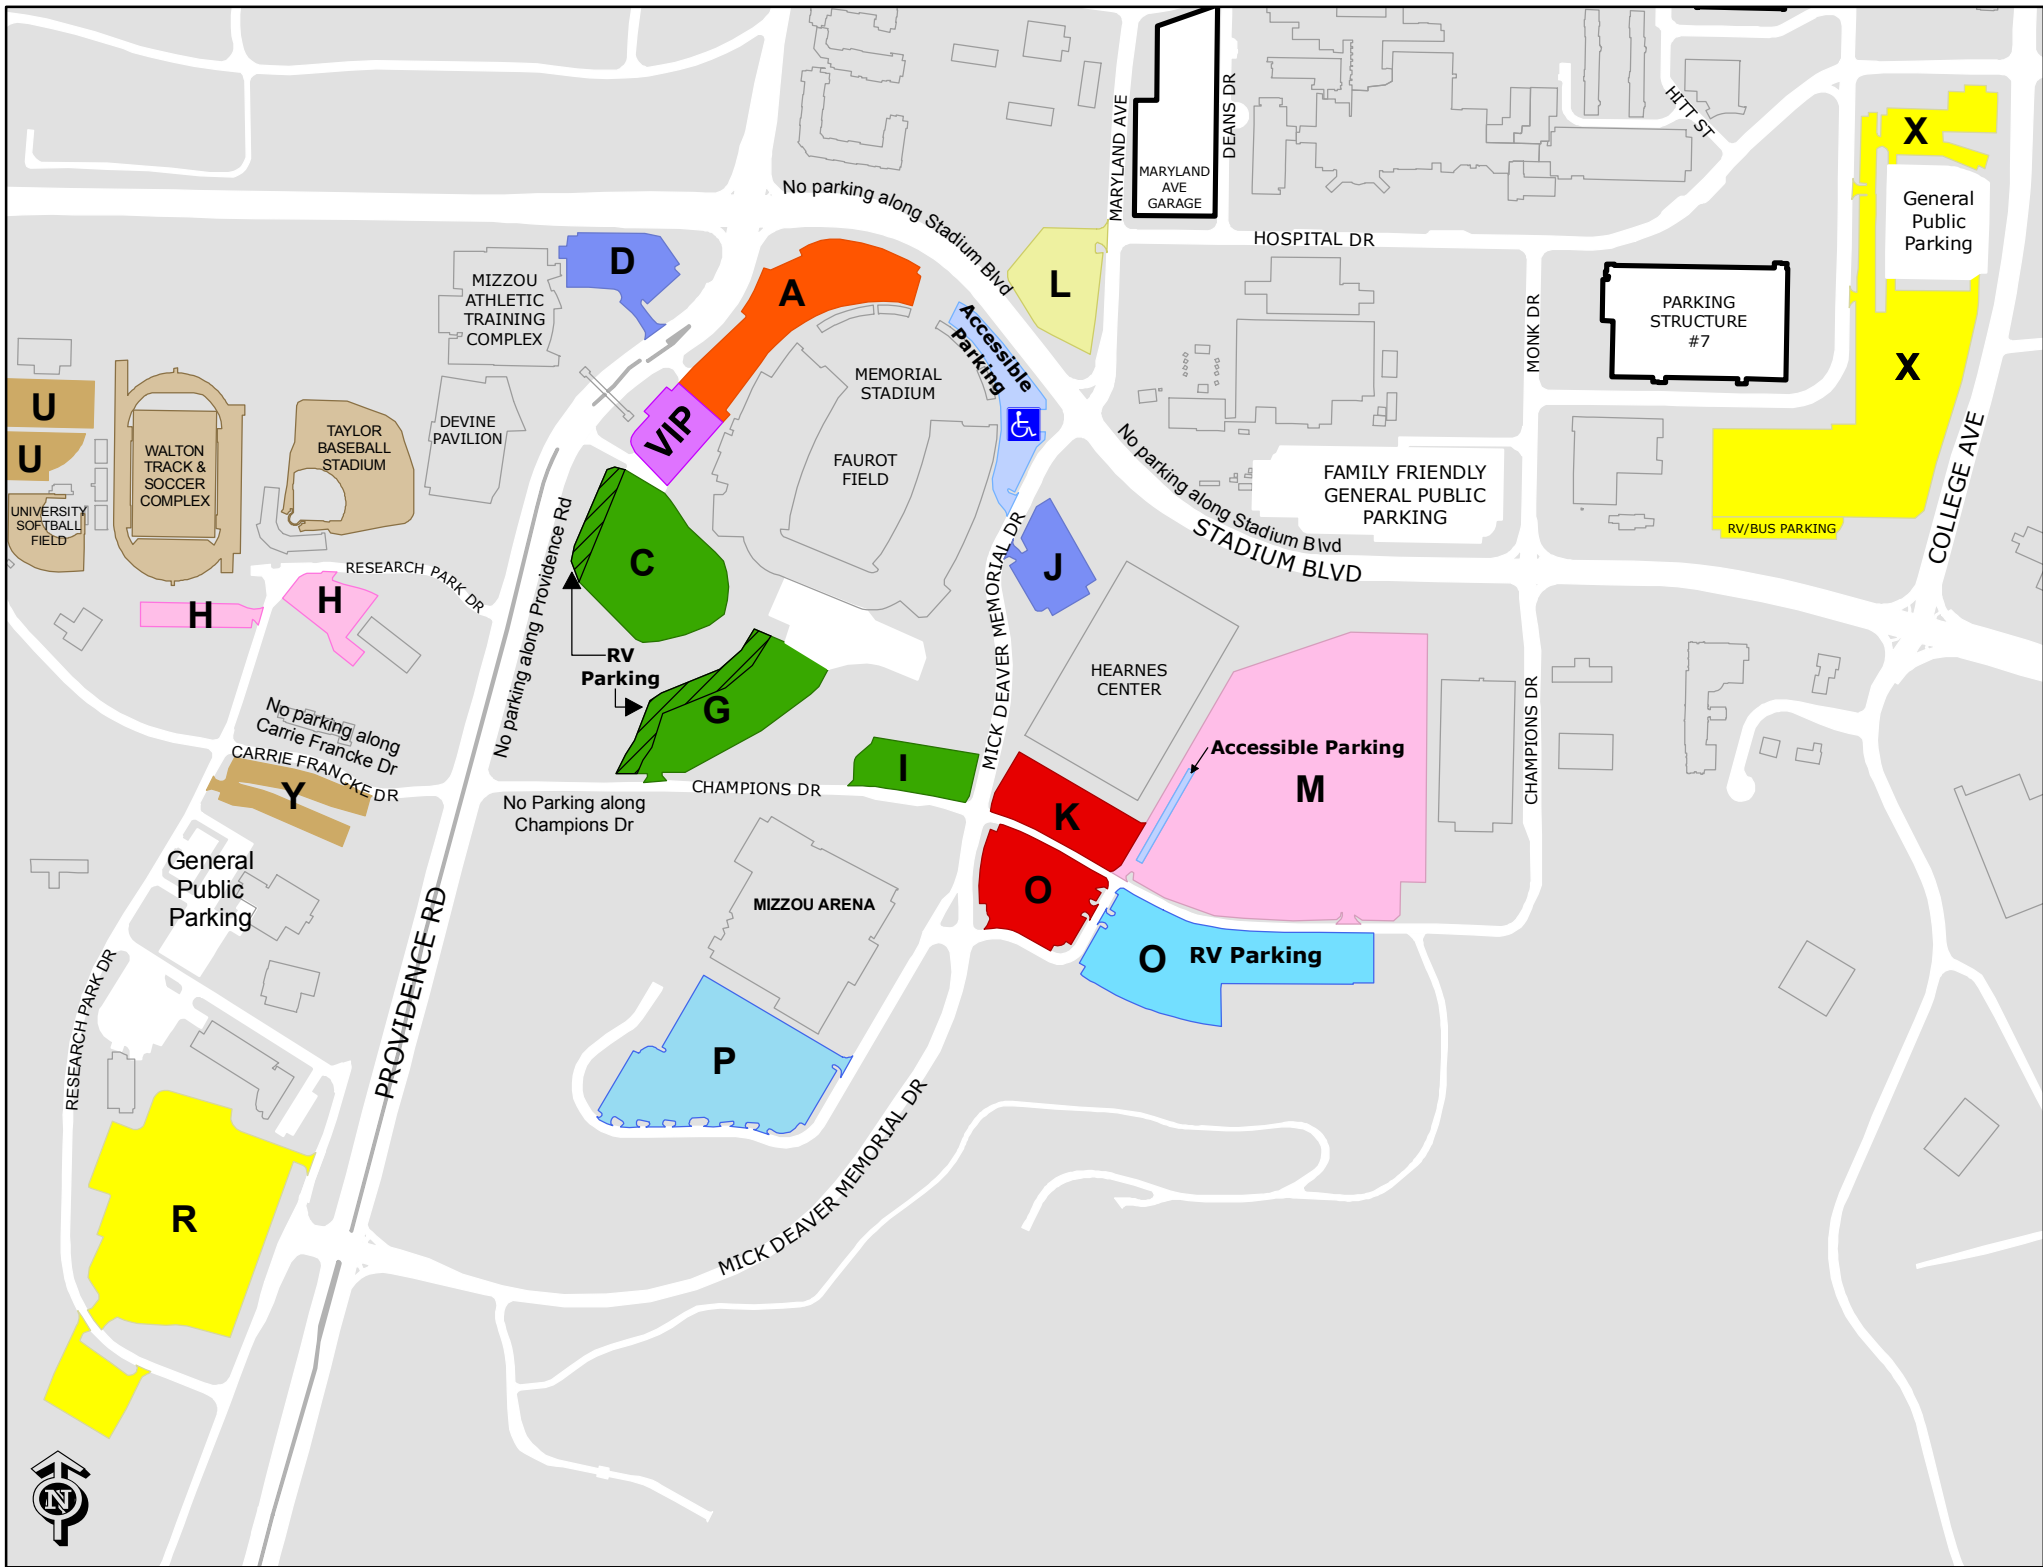 HITT ST
X
MARYLAND AVE
DEANS DR
MARYLAND
AVE
GARAGE
General
Public
Parking
No parking along Stadium Blvd
HOSPITAL DR
D
A
L
MIZZOU
ATHLETIC
TRAINING
COMPLEX
Accessible
Parking
MONK DR
PARKING
STRUCTURE
#7
X
MEMORIAL
STADIUM
U
U
DEVINE
PAVILION
VIP
TAYLOR
BASEBALL
STADIUM
WALTON
TRACK &
SOCCER
COMPLEX
FAUROT
FIELD
No parking along Stadium Blvd
STADIUM BLVD
FAMILY FRIENDLY
GENERAL PUBLIC
PARKING
COLLEGE AVE
UNIVERSITY
SOFTBALL
FIELD
RV/BUS PARKING
No parking along Providence Rd
C
J
MICK DEAVER MEMORIAL DR
RESEARCH PARK DR
H
H
RV
Parking
HEARNES
CENTER
G
No parking along
Carrie Francke Dr
CARRIE FRANCKE DR
CHAMPIONS DR
Accessible Parking
I
M
Y
CHAMPIONS DR
No Parking along
Champions Dr
K
General
Public
Parking
MIZZOU ARENA
O
O
RV Parking
PROVIDENCE RD
RESEARCH PARK DR
P
MICK DEAVER MEMORIAL DR
R
N